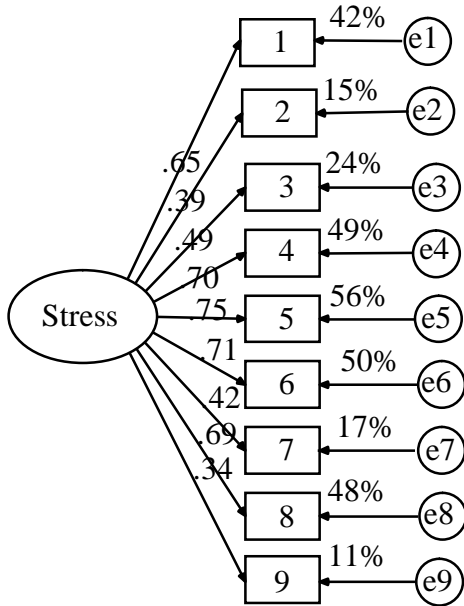 1 42% e1
2 15% e2
.65
3 24% e3
.39
.49
4 49% e4
.70
Stress
.75
5 56% e5
.71
6 50% e6
.42
7 17% e7
.69
.34
8 48% e8
9 11% e9